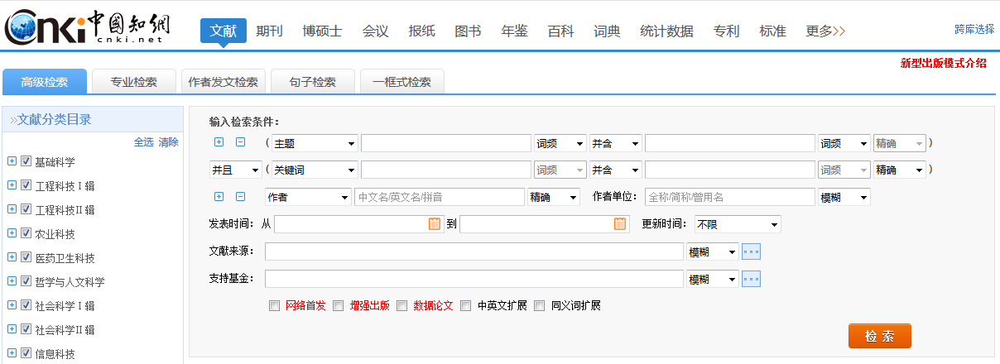 Cnki中國知網
cnki.net
文献 期刊 博硕士 会议 报纸 图书 年鉴 百科 词典 统计数据 专利 标准 更多>>
跨库选择
新型出版模式介绍
高级检索 专业检索 作者发文检索 句子检索 一框式检索
»文献分类目录
全选 清除
基础科学
工程科技Ⅰ辑
工程科技Ⅱ辑
农业科技
医药卫生科技
哲学与人文科学
社会科学Ⅰ辑
社会科学Ⅱ辑
信息科技
输入检索条件：
( 主题 词频 并含 词频 精确 )
并且 ( 关键词 词频 并含 词频 精确 )
作者 中文名/英文名/拼音 精确 作者单位： 全称/简称/曾用名 模糊
发表时间： 从 到 更新时间： 不限
文献来源： 模糊 ...
支持基金： 模糊 ...
网络首发 增强出版 数据论文 中英文扩展 同义词扩展
检 索